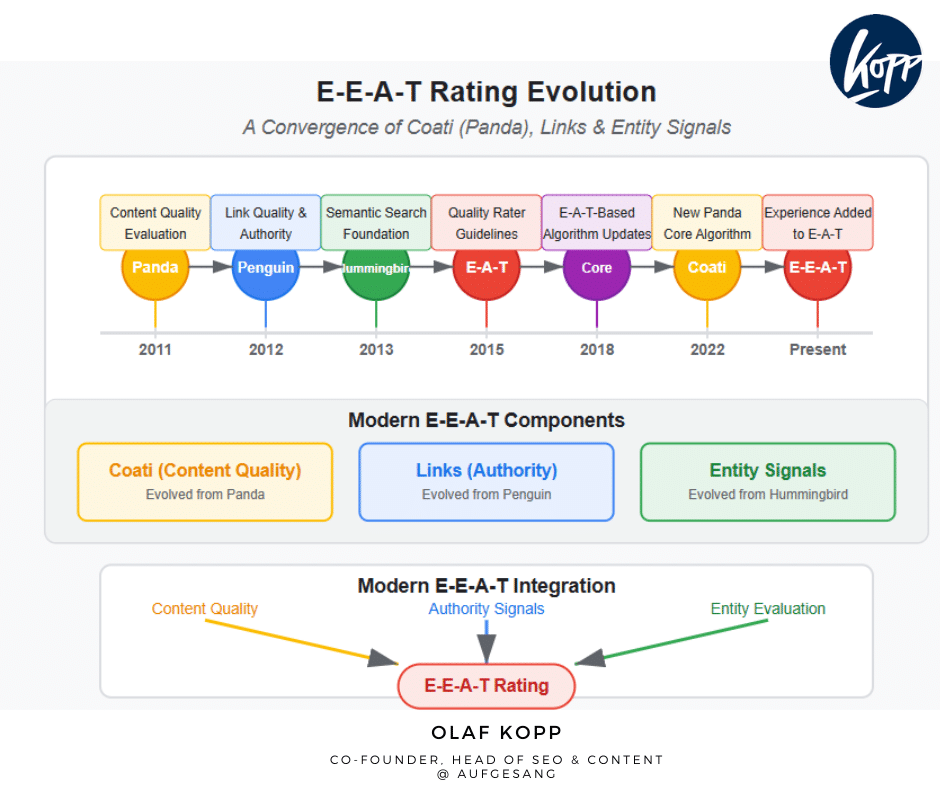 Kopp
E-E-A-T Rating Evolution
A Convergence of Coati (Panda), Links & Entity Signals
Content Quality
Evaluation
Link Quality &
Authority
Semantic Search
Foundation
Quality Rater
Guidelines
E-A-T-Based
Algorithm Updates
New Panda
Core Algorithm
Experience Added
to E-A-T
Panda
Penguin
Hummingbird
E-A-T
Core
Coati
E-E-A-T
2011
2012
2013
2015
2018
2022
Present
Modern E-E-A-T Components
Coati (Content Quality)
Evolved from Panda
Links (Authority)
Evolved from Penguin
Entity Signals
Evolved from Hummingbird
Modern E-E-A-T Integration
Content Quality
Authority Signals
Entity Evaluation
E-E-A-T Rating
OLAF KOPP
CO-FOUNDER, HEAD OF SEO & CONTENT
@ AUFGESANG